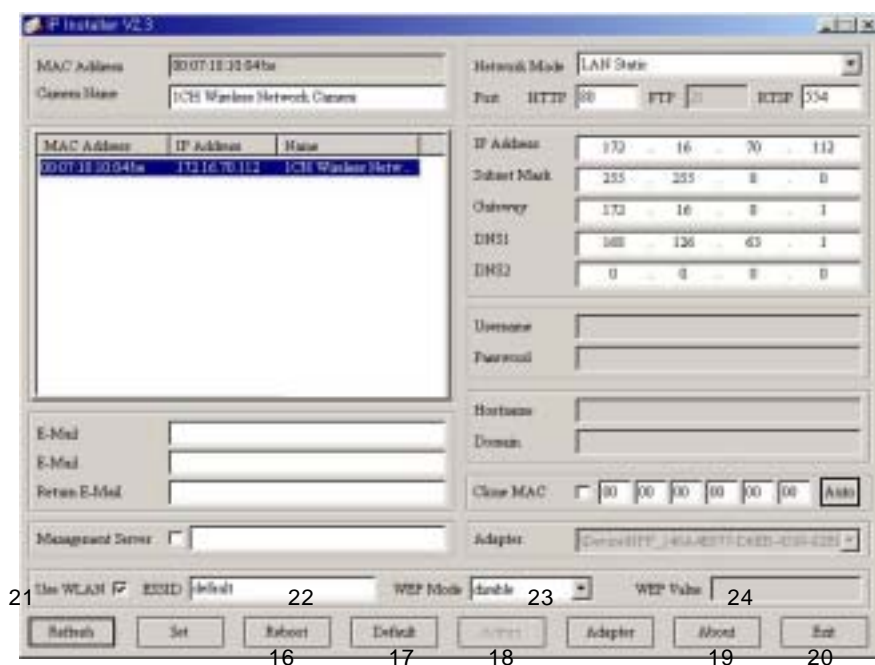 IP Installer V2.3
MAC Address 00:07:18:10:04:ba
Camera Name 1CH Wireless Network Camera
Network Mode LAN Static
Port HTTP 80 FTP 21 RTSP 554
MAC Address IP Address Name
00:07:18:10:04:ba 172.16.70.112 1CH Wireless Netw...
IP Address 172 . 16 . 70 . 112
Subnet Mask 255 . 255 . 0 . 0
Gateway 172 . 16 . 0 . 1
DNS1 168 . 126 . 63 . 1
DNS2 0 . 0 . 0 . 0
Username
Password
Hostname
Domain
E-Mail
E-Mail
Return E-Mail
Clone MAC 00 00 00 00 00 00 Auto
Management Server
Adapter
21 Use WLAN ESSID default 22 WEP Mode disable 23 WEP Value 24
Refresh Set Reboot Default Adapter About Exit
16 17 18 19 20